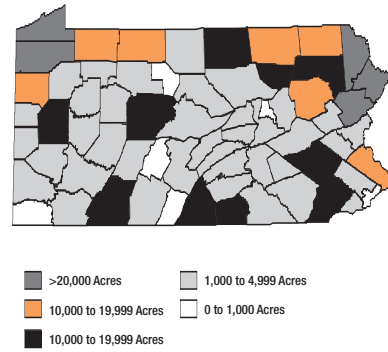 >20,000 Acres
10,000 to 19,999 Acres
10,000 to 19,999 Acres
1,000 to 4,999 Acres
0 to 1,000 Acres